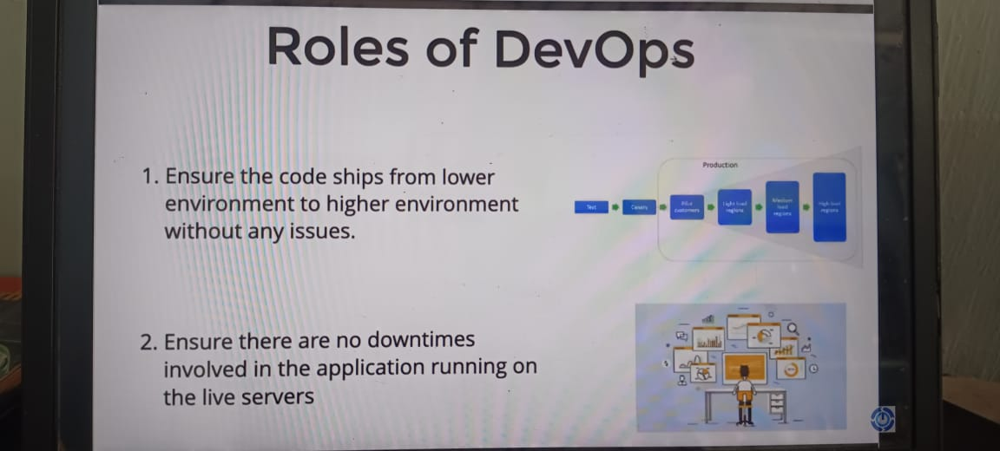 Roles of DevOps
1. Ensure the code ships from lower
environment to higher environment
without any issues.
Production
Test
Canary
Pilot
customers
Light load
regions
Medium
load
regions
High load
regions
2. Ensure there are no downtimes
involved in the application running on
the live servers